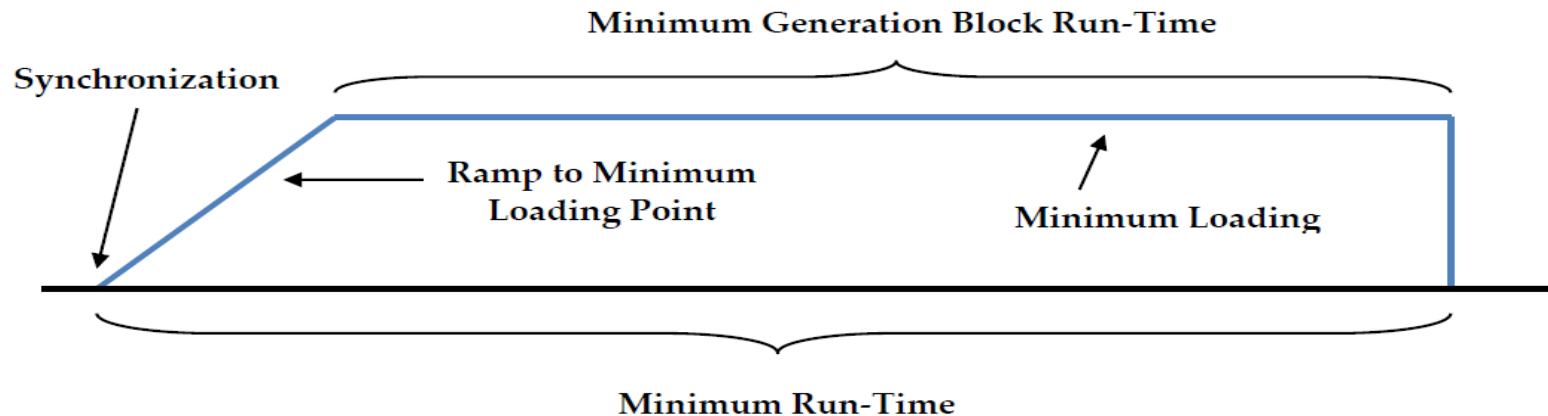 Minimum Generation Block Run-Time
Synchronization
Ramp to Minimum
Loading Point
Minimum Loading
Minimum Run-Time